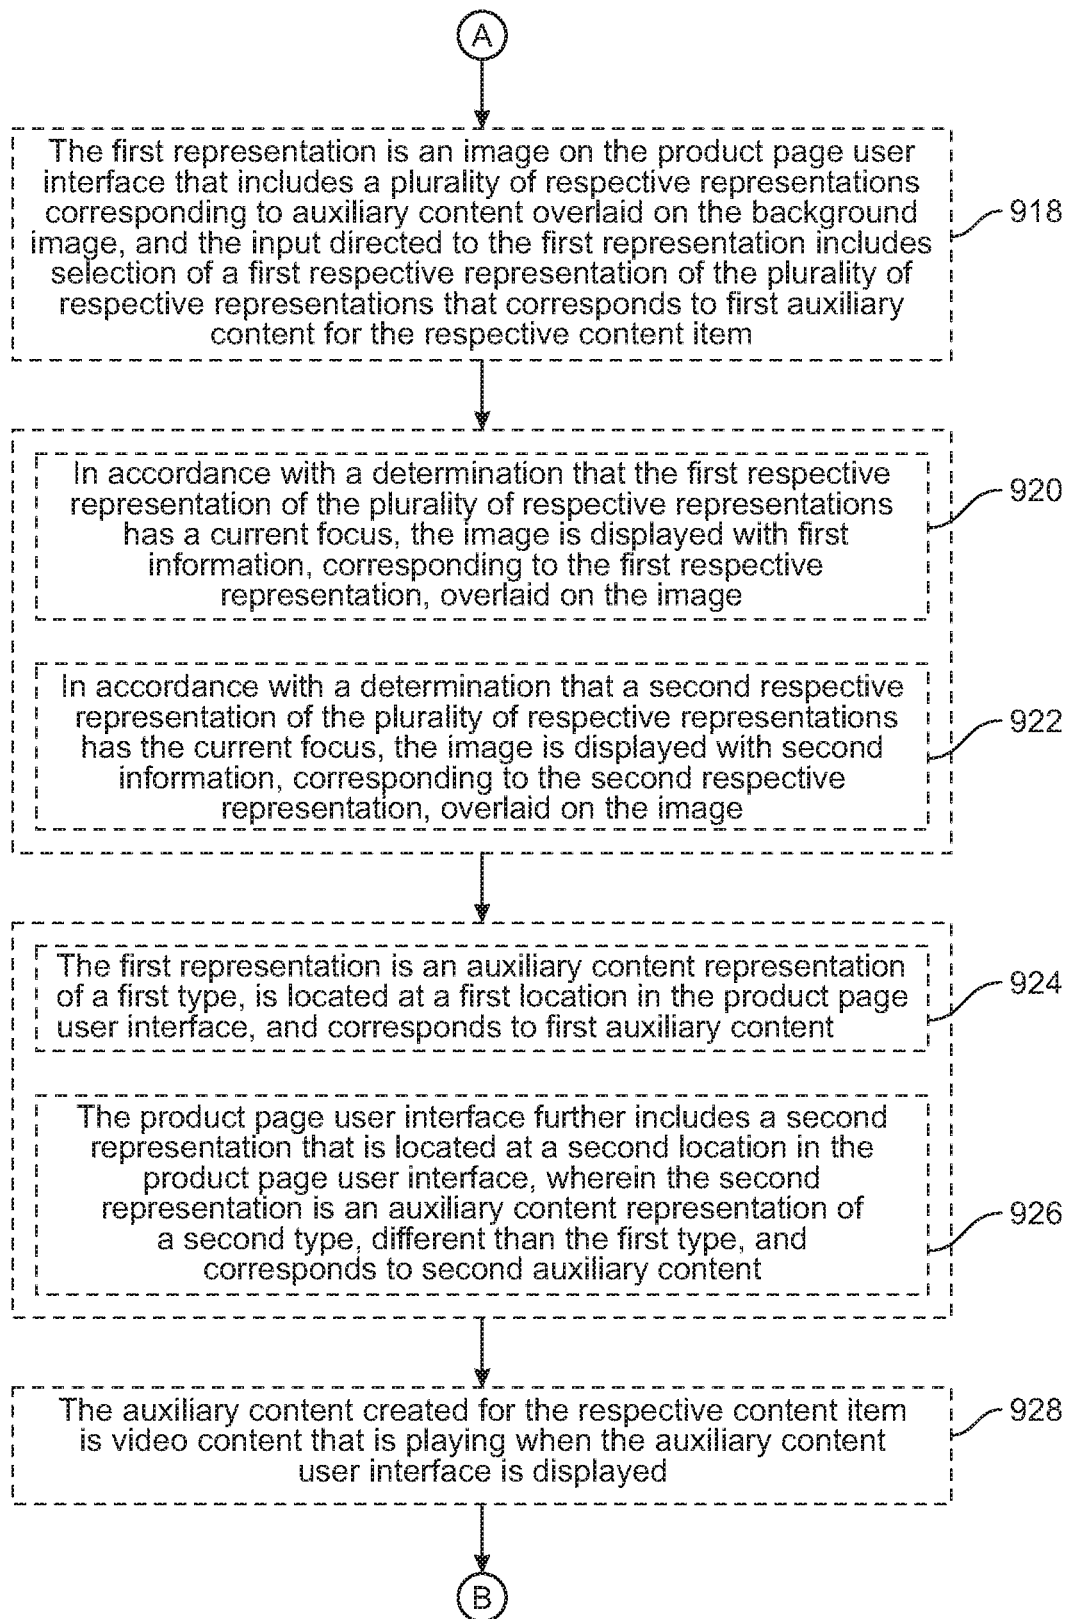 A
The first representation is an image on the product page user
interface that includes a plurality of respective representations
corresponding to auxiliary content overlaid on the background
image, and the input directed to the first representation includes
selection of a first respective representation of the plurality of
respective representations that corresponds to first auxiliary
content for the respective content item
918
In accordance with a determination that the first respective
representation of the plurality of respective representations
has a current focus, the image is displayed with first
information, corresponding to the first respective
representation, overlaid on the image
920
In accordance with a determination that a second respective
representation of the plurality of respective representations
has the current focus, the image is displayed with second
information, corresponding to the second respective
representation, overlaid on the image
922
The first representation is an auxiliary content representation
of a first type, is located at a first location in the product page
user interface, and corresponds to first auxiliary content
924
The product page user interface further includes a second
representation that is located at a second location in the
product page user interface, wherein the second
representation is an auxiliary content representation of
a second type, different than the first type, and
corresponds to second auxiliary content
926
The auxiliary content created for the respective content item
is video content that is playing when the auxiliary content
user interface is displayed
928
B